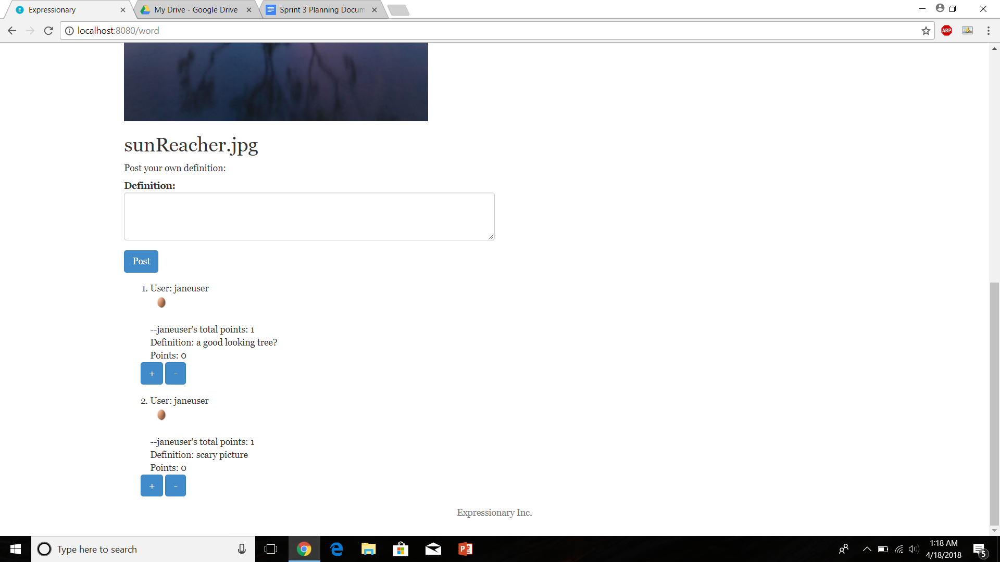 Expressionary
My Drive - Google Drive
Sprint 3 Planning Docum
localhost:8080/word
ABP
sunReacher.jpg
Post your own definition:
Definition:
Post
1. User: janeuser
--janeuser's total points: 1
Definition: a good looking tree?
Points: 0
+ -
2. User: janeuser
--janeuser's total points: 1
Definition: scary picture
Points: 0
+ -
Expressionary Inc.
Type here to search
1:18 AM
4/18/2018
5